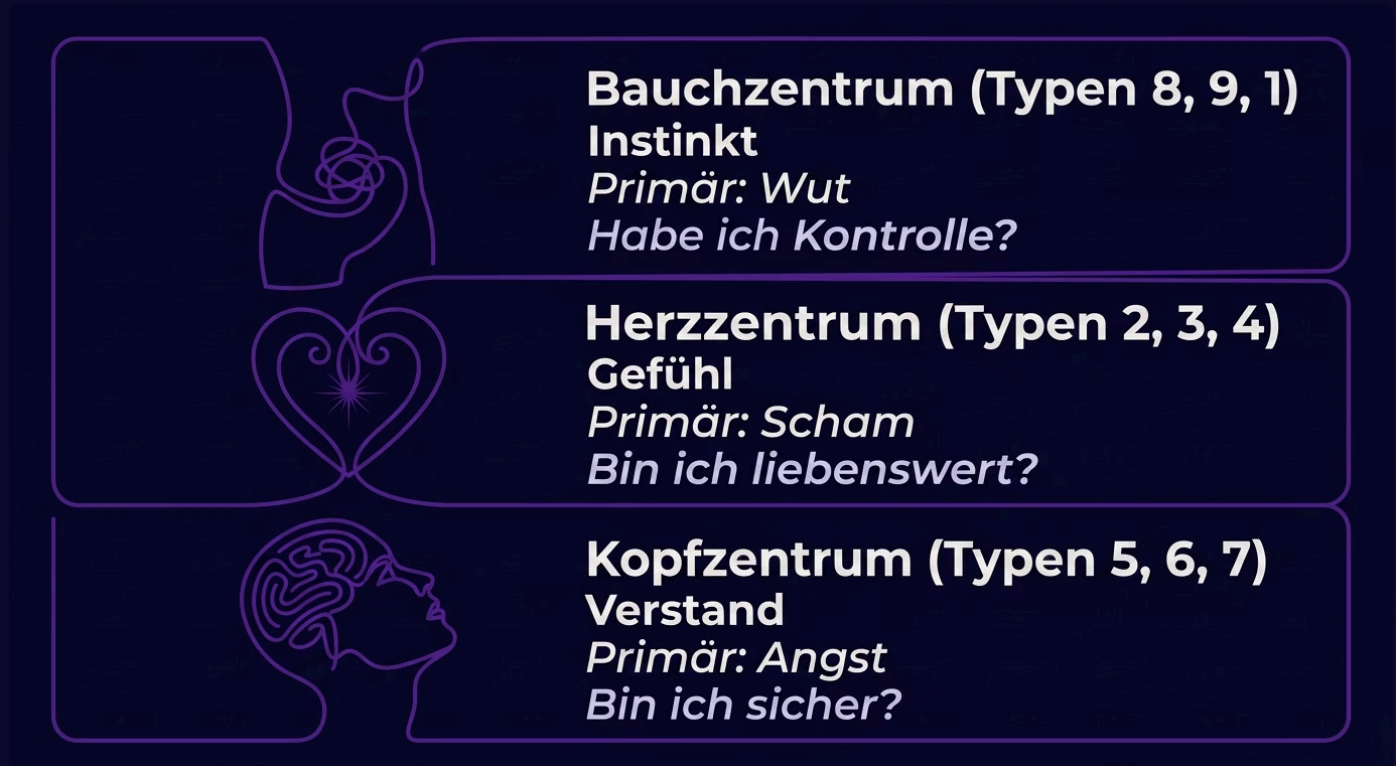 Bauchzentrum (Typen 8, 9, 1)
Instinkt
Primär: Wut
Habe ich Kontrolle?
Herzzentrum (Typen 2, 3, 4)
Gefühl
Primär: Scham
Bin ich liebenswert?
Kopfzentrum (Typen 5, 6, 7)
Verstand
Primär: Angst
Bin ich sicher?